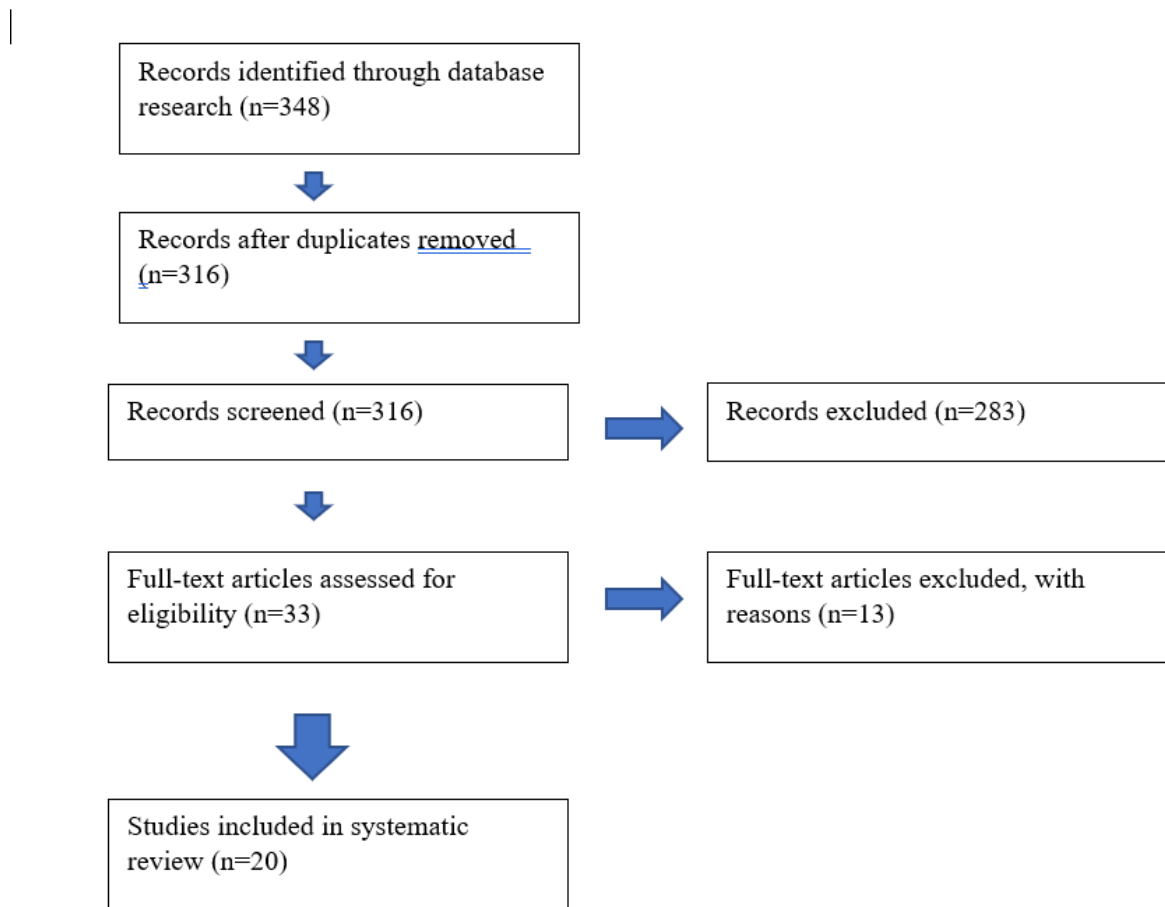 Records identified through database
research (n=348)
Records after duplicates removed
(n=316)
Records screened (n=316)
Records excluded (n=283)
Full-text articles assessed for
eligibility (n=33)
Full-text articles excluded, with
reasons (n=13)
Studies included in systematic
review (n=20)